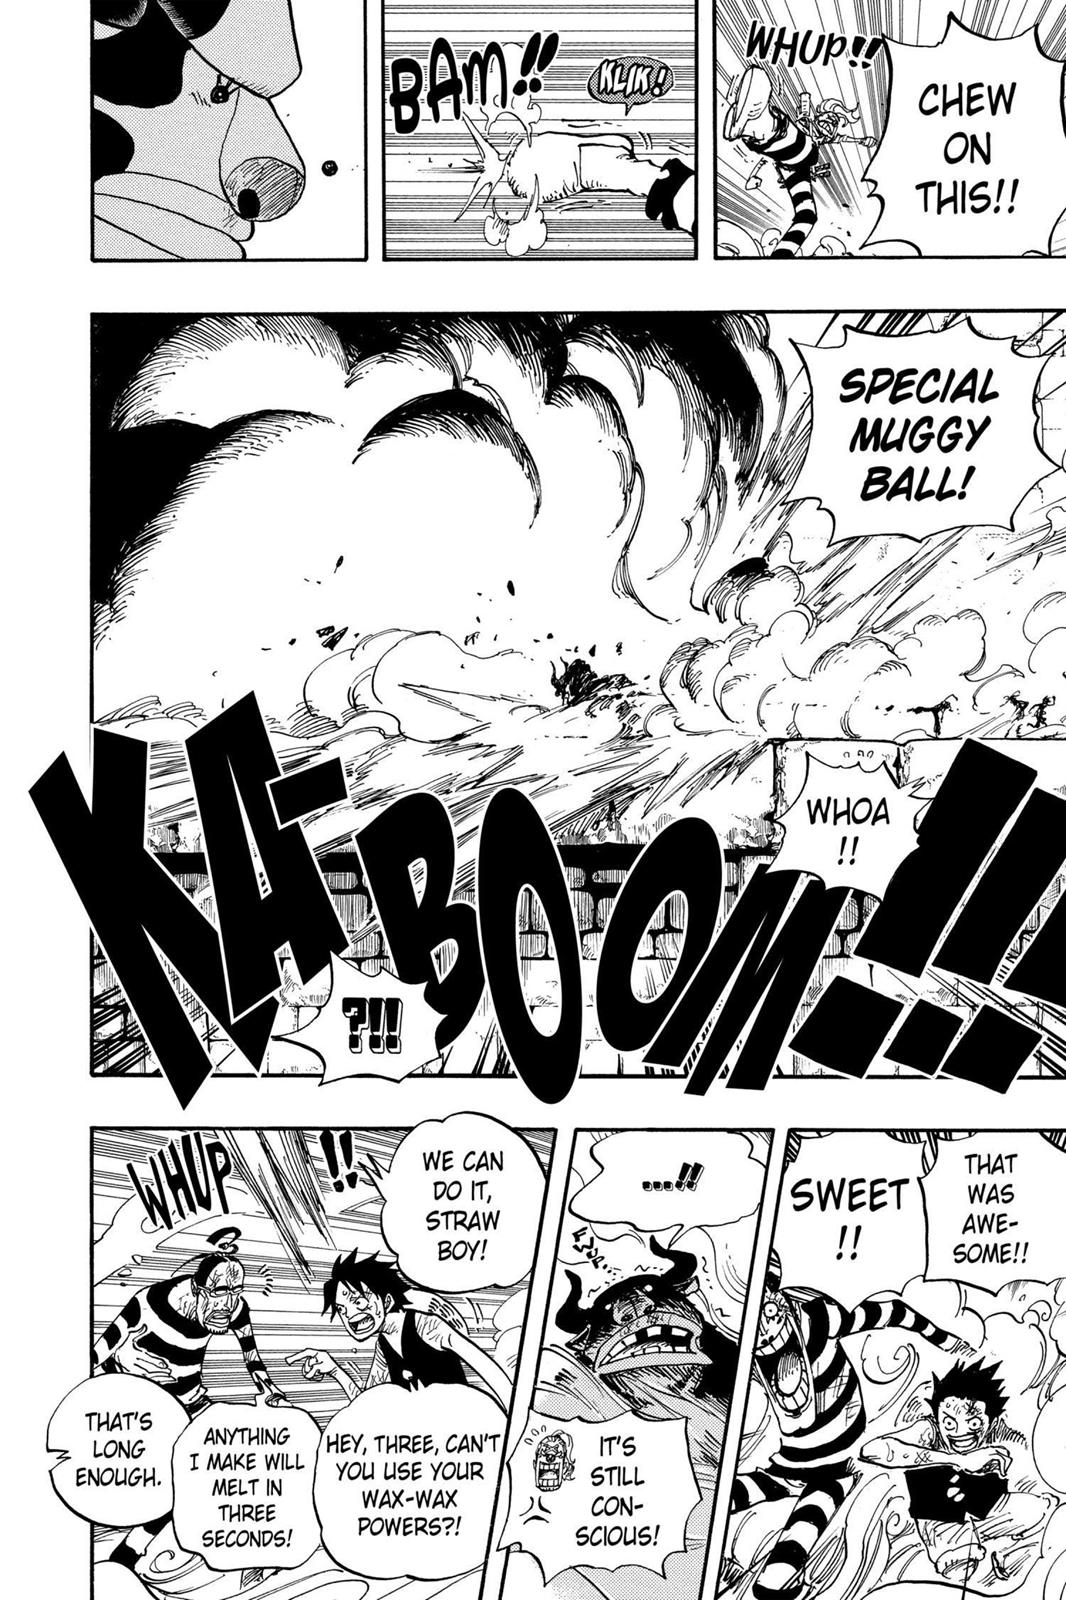 WHUP!!
CHEW
ON
THIS!!
KLIK!
BAM!!
SPECIAL
MUGGY
BALL!
WHOA
!!
?!!
KA-BOOM!!!
THAT
WAS
AWE-
SOME!!
SWEET
!!
...!!
IT'S
STILL
CON-
SCIOUS!
WE CAN
DO IT,
STRAW
BOY!
!!
WHUP
HEY, THREE, CAN'T
YOU USE YOUR
WAX-WAX
POWERS?!
ANYTHING
I MAKE WILL
MELT IN
THREE
SECONDS!
THAT'S
LONG
ENOUGH.